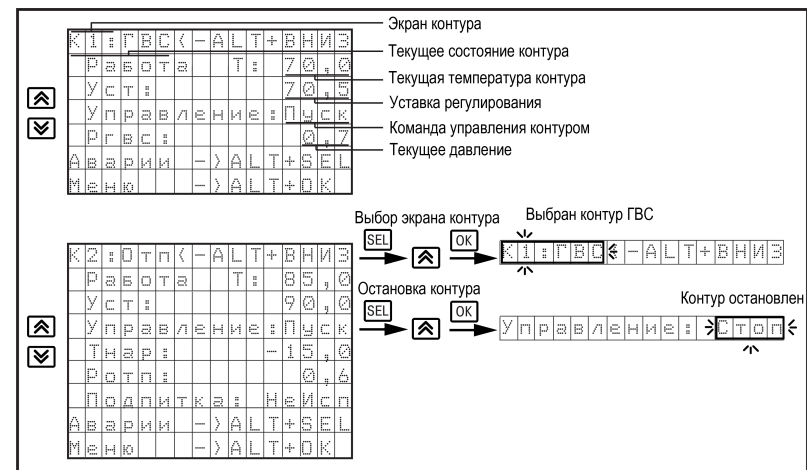 К1:ГВС<-ALT+ВНИЗ
Работа Т: 70,0
Уст: 70,5
Управление:Пуск
Ргвс: 0,7
Аварии ->ALT+SEL
Меню ->ALT+OK
Экран контура
Текущее состояние контура
Текущая температура контура
Уставка регулирования
Команда управления контуром
Текущее давление
К2:Отп<-ALT+ВНИЗ
Работа Т: 85,0
Уст: 90,0
Управление:Пуск
Тнар: -15,0
Ротп: 0,6
Подпитка: НеИсп
Аварии ->ALT+SEL
Меню ->ALT+OK
Выбор экрана контура
SEL
OK
Выбран контур ГВС
К1:ГВС<-ALT+ВНИЗ
Остановка контура
SEL
OK
Контур остановлен
Управление: Стоп